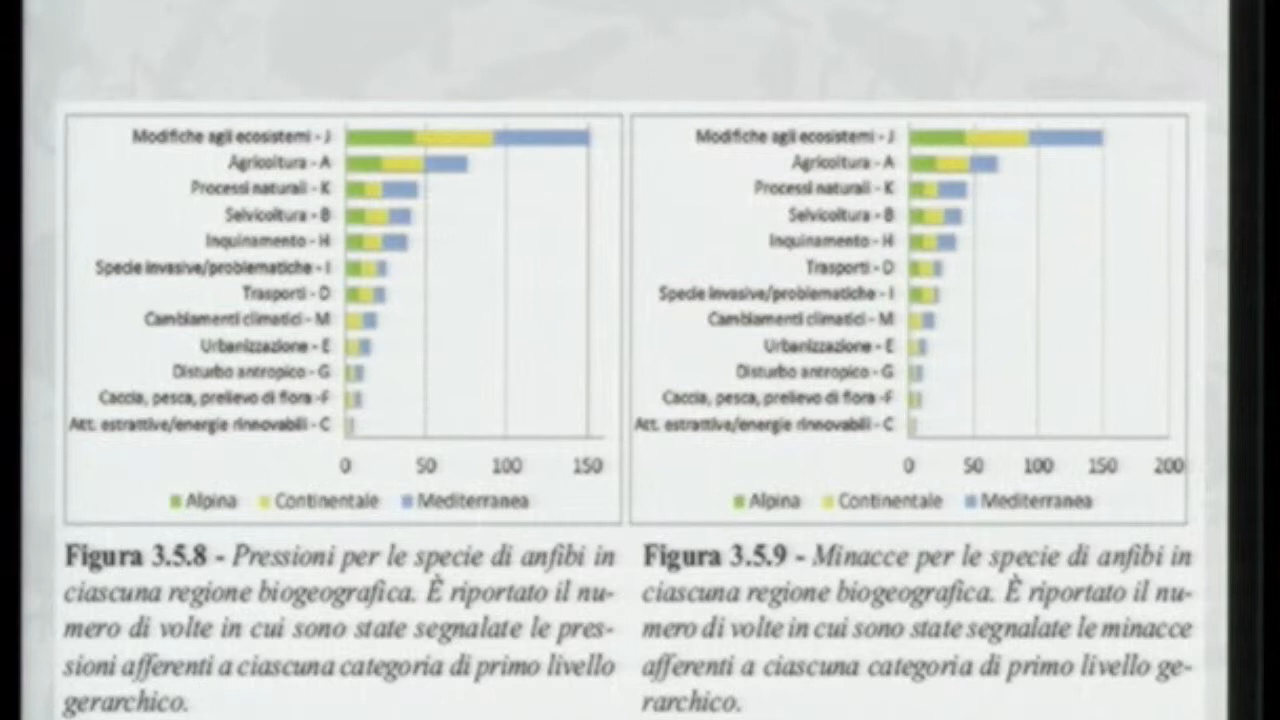 Modifiche agli ecosistemi - J
Agricoltura - A
Processi naturali - K
Selvicoltura - B
Inquinamento - H
Specie invasive/problematiche - I
Trasporti - D
Cambiamenti climatici - M
Urbanizzazione - E
Disturbo antropico - G
Caccia, pesca, prelievo di flora -F
Att. estrattive/energie rinnovabili - C
0 50 100 150
Alpina Continentale Mediterranea
Modifiche agli ecosistemi - J
Agricoltura - A
Processi naturali - K
Selvicoltura - B
Inquinamento - H
Trasporti - D
Specie invasive/problematiche - I
Cambiamenti climatici - M
Urbanizzazione - E
Disturbo antropico - G
Caccia, pesca, prelievo di flora -F
Att. estrattive/energie rinnovabili - C
0 50 100 150 200
Alpina Continentale Mediterranea
Figura 3.5.8 - Pressioni per le specie di anfibi in
ciascuna regione biogeografica. È riportato il nu-
mero di volte in cui sono state segnalate le pres-
sioni afferenti a ciascuna categoria di primo livello
gerarchico.
Figura 3.5.9 - Minacce per le specie di anfibi in
ciascuna regione biogeografica. È riportato il nu-
mero di volte in cui sono state segnalate le minacce
afferenti a ciascuna categoria di primo livello ge-
rarchico.